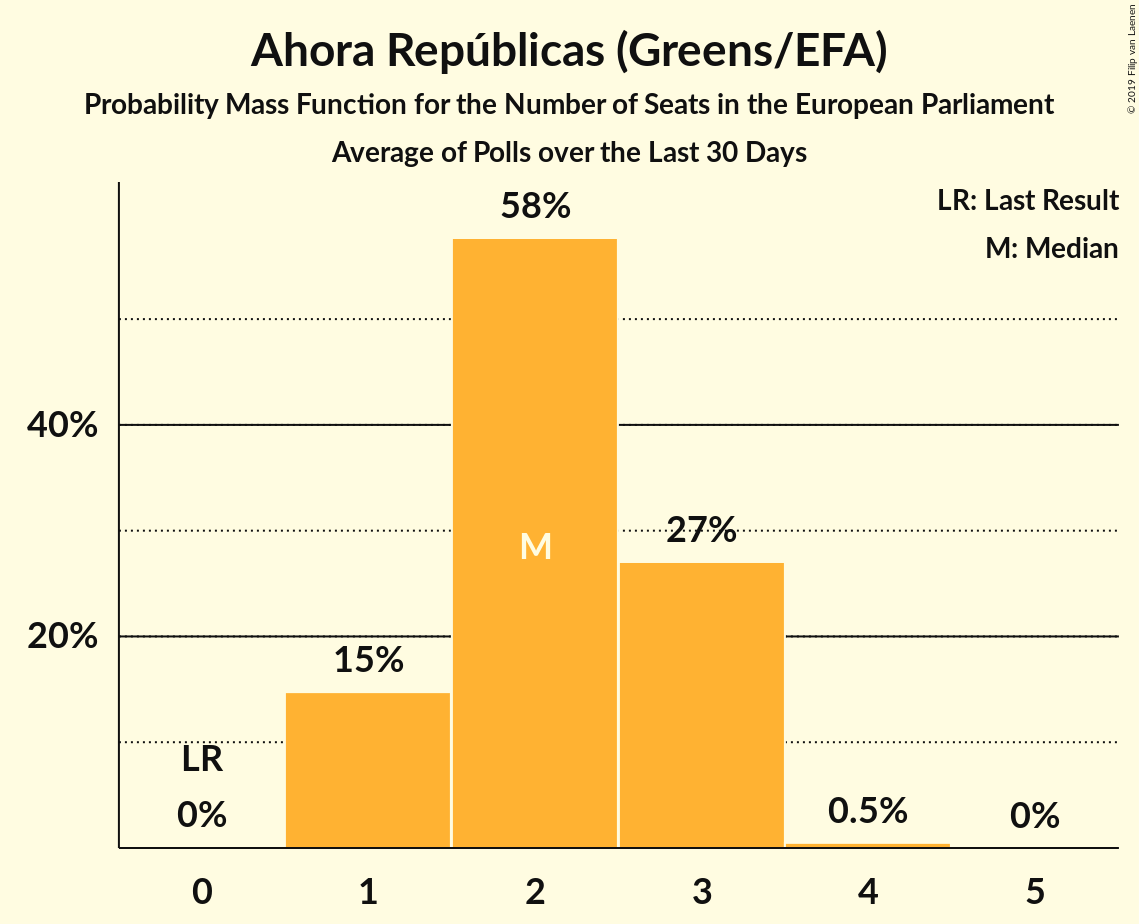 Ahora Repúblicas (Greens/EFA)
Probability Mass Function for the Number of Seats in the European Parliament
Average of Polls over the Last 30 Days
© 2019 Filip van Laenen
LR: Last Result
M: Median
58%
40%
27%
M
20%
15%
LR
0%
0.5%
0%
0 1 2 3 4 5